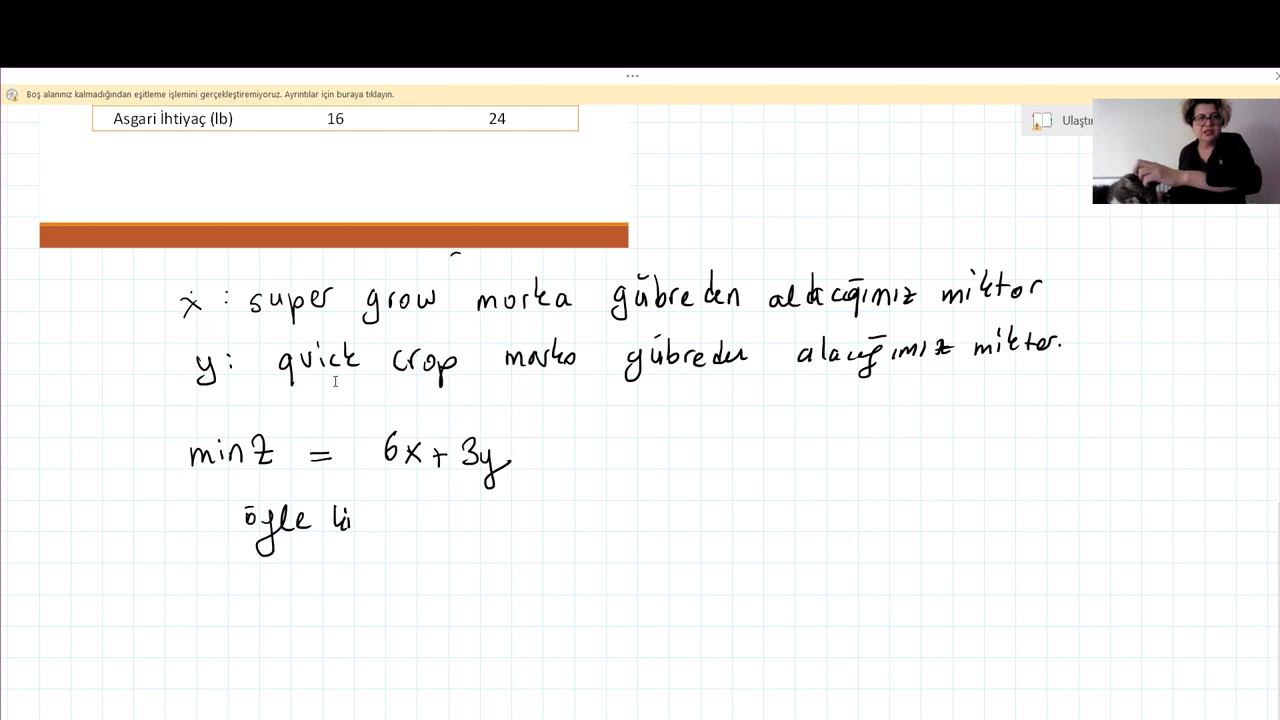 Boş alanınız kalmadığından eşitleme işlemini gerçekleştiremiyoruz. Ayrıntılar için buraya tıklayın.
Asgari İhtiyaç (lb) 16 24
Ulaştır
x : super grow marka gübreden alacağımız miktar
y : quick crop marka gübreden alacağımız miktar.
min Z = 6x + 3y
öyle ki